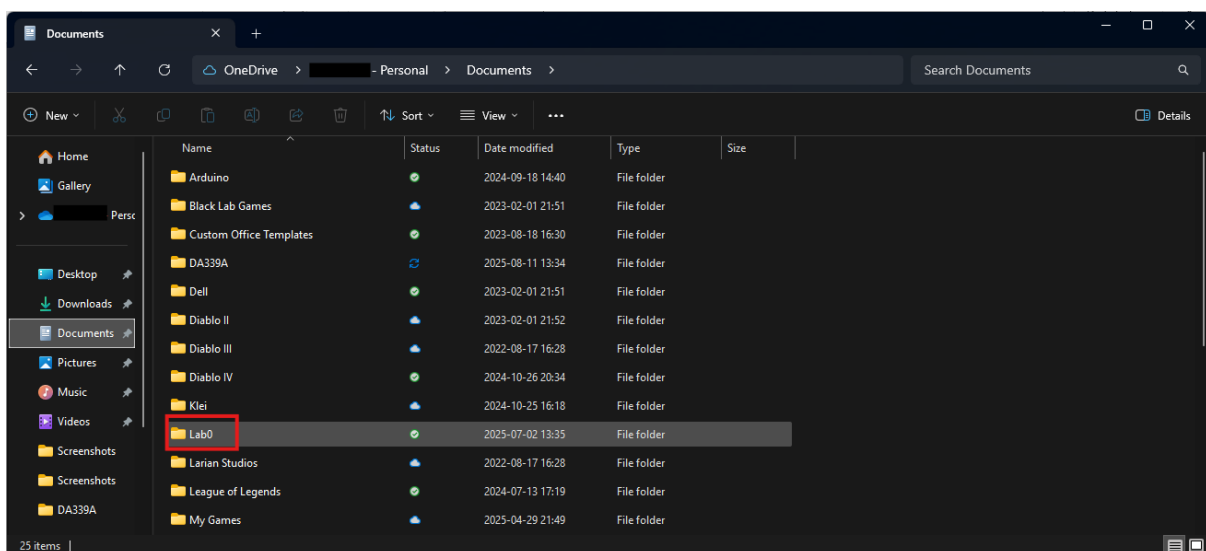 Documents
OneDrive > - Personal > Documents >
Search Documents
New
Sort
View
Details
Name Status Date modified Type Size
Home
Gallery
Perso
Desktop
Downloads
Documents
Pictures
Music
Videos
Screenshots
Screenshots
DA339A
Arduino 2024-09-18 14:40 File folder
Black Lab Games 2023-02-01 21:51 File folder
Custom Office Templates 2023-08-18 16:30 File folder
DA339A 2025-08-11 13:34 File folder
Dell 2023-02-01 21:51 File folder
Diablo II 2023-02-01 21:52 File folder
Diablo III 2022-08-17 16:28 File folder
Diablo IV 2024-10-26 20:34 File folder
Klei 2024-10-25 16:18 File folder
Lab0 2025-07-02 13:35 File folder
Larian Studios 2022-08-17 16:28 File folder
League of Legends 2024-07-13 17:19 File folder
My Games 2025-04-29 21:49 File folder
25 items